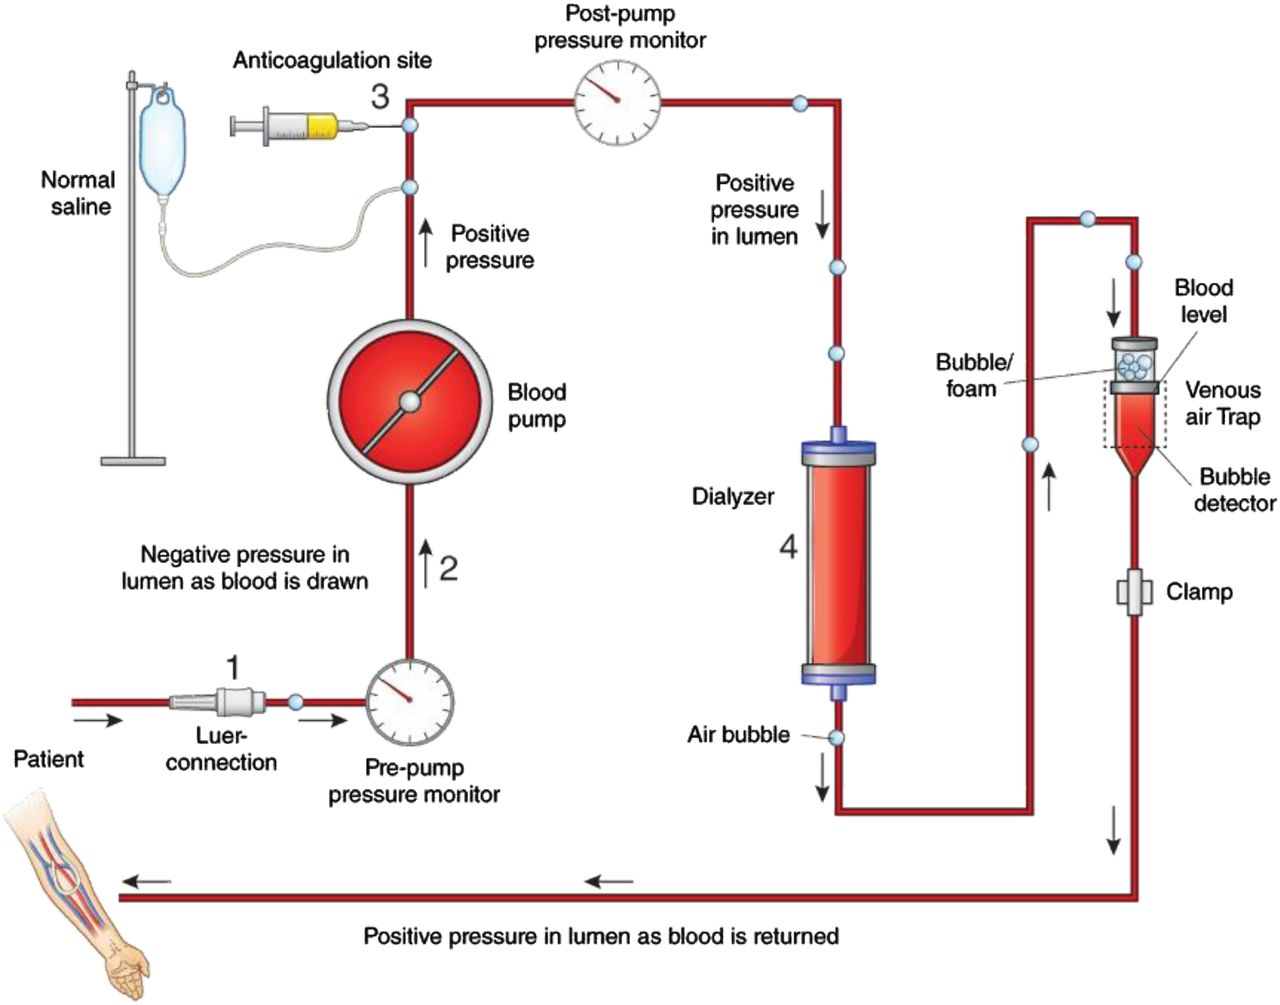 Post-pump
pressure monitor
Anticoagulation site
3
Normal
saline
Positive
pressure
Positive
pressure
in lumen
Blood
level
Bubble/
foam
Venous
air Trap
Blood
pump
Bubble
detector
Dialyzer
4
Negative pressure in
lumen as blood is drawn
2
Clamp
1
Luer-
connection
Patient
Air bubble
Pre-pump
pressure monitor
Positive pressure in lumen as blood is returned